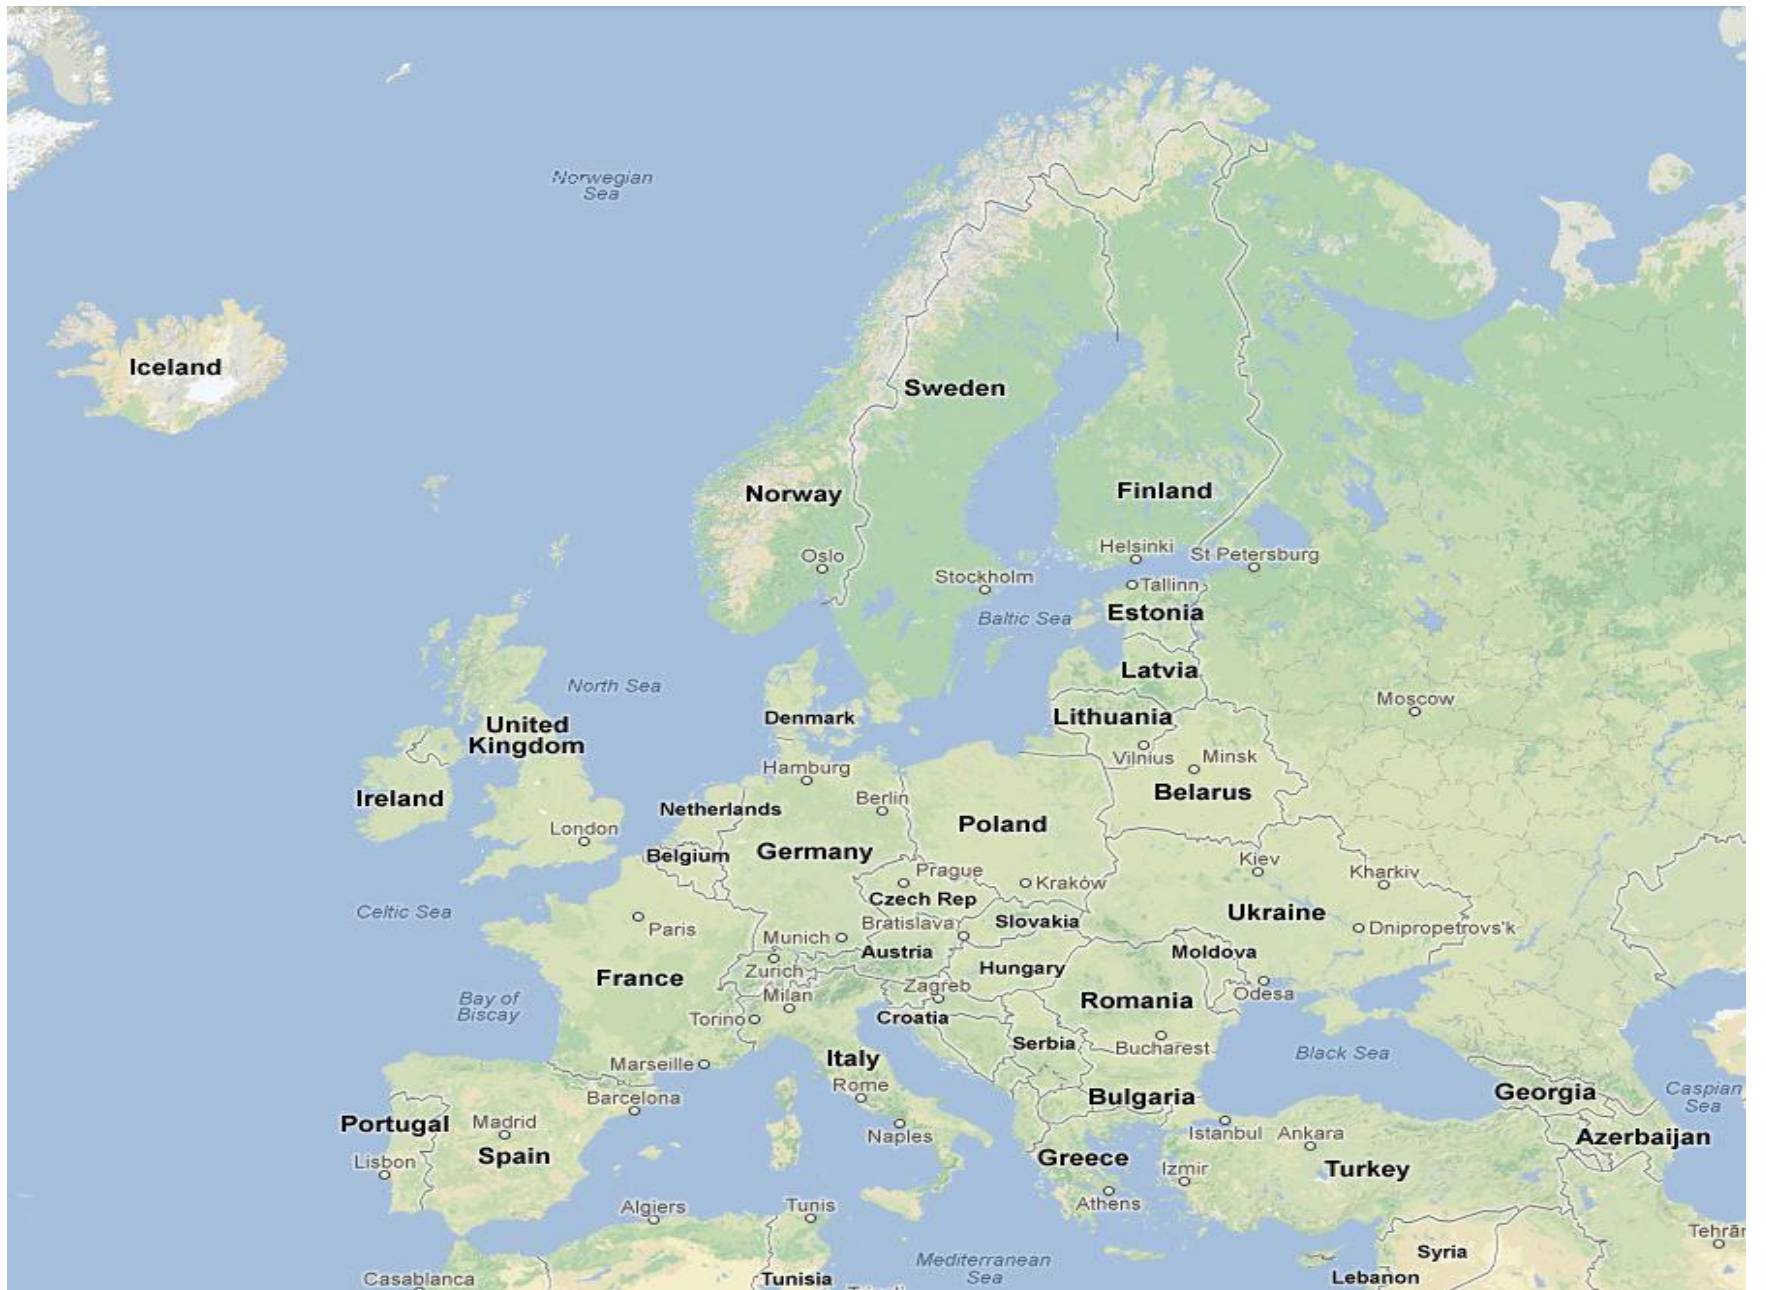 Norwegian
Sea
Iceland
Sweden
Norway
Finland
Oslo
Helsinki
St Petersburg
Stockholm
Tallinn
Baltic Sea
Estonia
Latvia
North Sea
Moscow
Denmark
Lithuania
United
Kingdom
Vilnius
Minsk
Hamburg
Belarus
Ireland
Netherlands
Berlin
London
Poland
Belgium
Germany
Kiev
Prague
Kraków
Kharkiv
Czech Rep
Celtic Sea
Ukraine
Bratislava
Slovakia
Paris
Munich
Dnipropetrovs'k
Austria
Moldova
France
Zurich
Hungary
Zagreb
Milan
Odesa
Bay of
Biscay
Romania
Torino
Croatia
Serbia
Bucharest
Black Sea
Marseille
Italy
Rome
Barcelona
Bulgaria
Georgia
Caspian
Sea
Portugal
Madrid
Naples
Istanbul
Ankara
Azerbaijan
Spain
Lisbon
Greece
Izmir
Turkey
Algiers
Tunis
Athens
Mediterranean
Sea
Syria
Casablanca
Tunisia
Lebanon